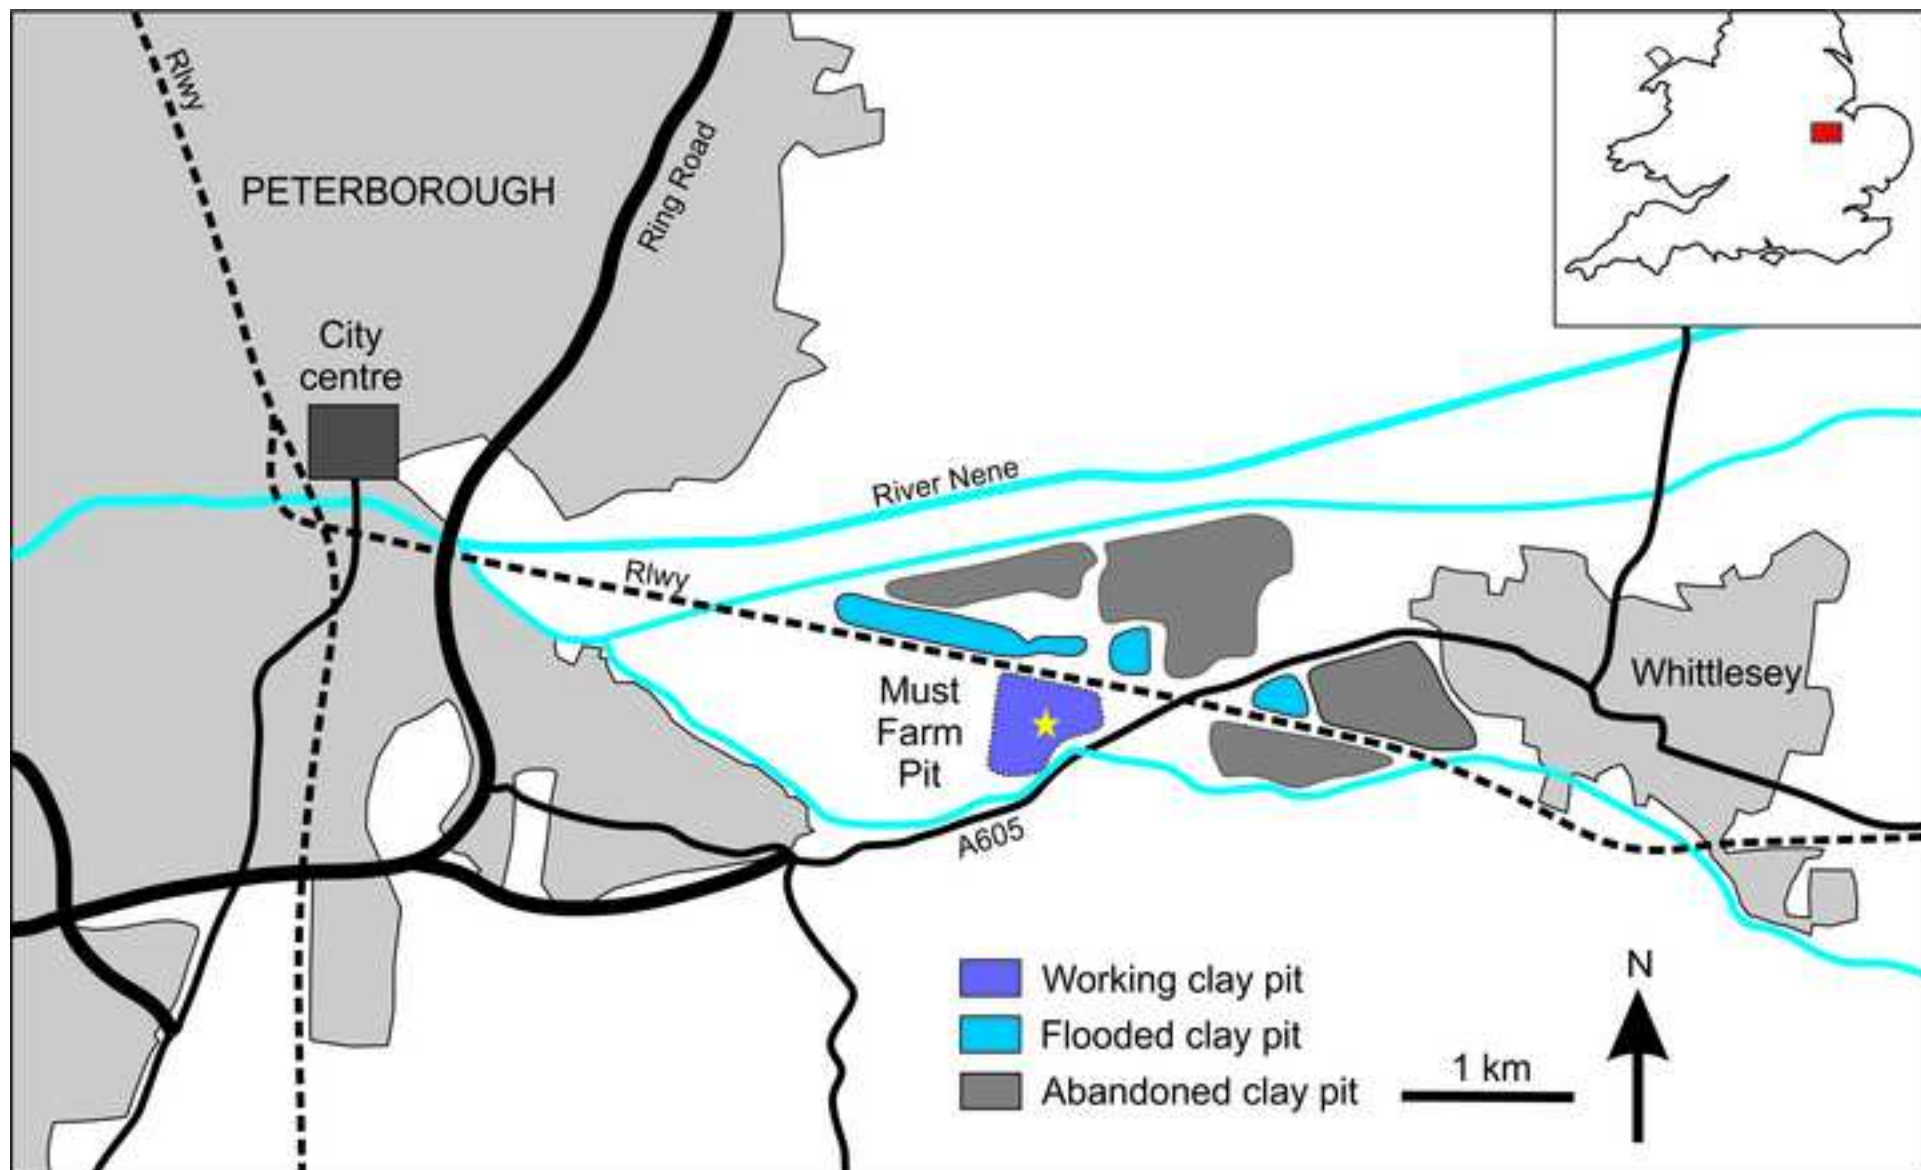 Rlwy
PETERBOROUGH
Ring Road
City
centre
River Nene
Rlwy
Must
Farm
Pit
Whittlesey
A605
Working clay pit
Flooded clay pit
Abandoned clay pit
1 km
N